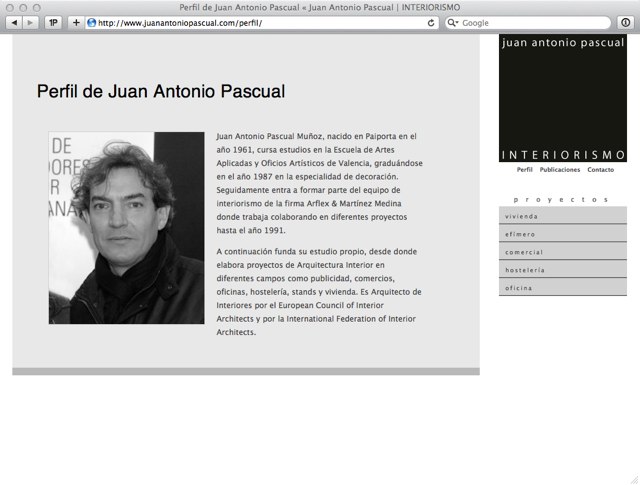 Perfil de Juan Antonio Pascual « Juan Antonio Pascual | INTERIORISMO
1P
http://www.juanantoniopascual.com/perfil/
Google
Perfil de Juan Antonio Pascual
DE
DORES
R
ANA
Juan Antonio Pascual Muñoz, nacido en Paiporta en el
año 1961, cursa estudios en la Escuela de Artes
Aplicadas y Oficios Artísticos de Valencia, graduándose
en el año 1987 en la especialidad de decoración.
Seguidamente entra a formar parte del equipo de
interiorismo de la firma Arflex & Martínez Medina
donde trabaja colaborando en diferentes proyectos
hasta el año 1991.
A continuación funda su estudio propio, desde donde
elabora proyectos de Arquitectura Interior en
diferentes campos como publicidad, comercios,
oficinas, hostelería, stands y vivienda. Es Arquitecto de
Interiores por el European Council of Interior
Architects y por la International Federation of Interior
Architects.
juan antonio pascual
INTERIORISMO
Perfil Publicaciones Contacto
proyectos
vivienda
efímero
comercial
hostelería
oficina